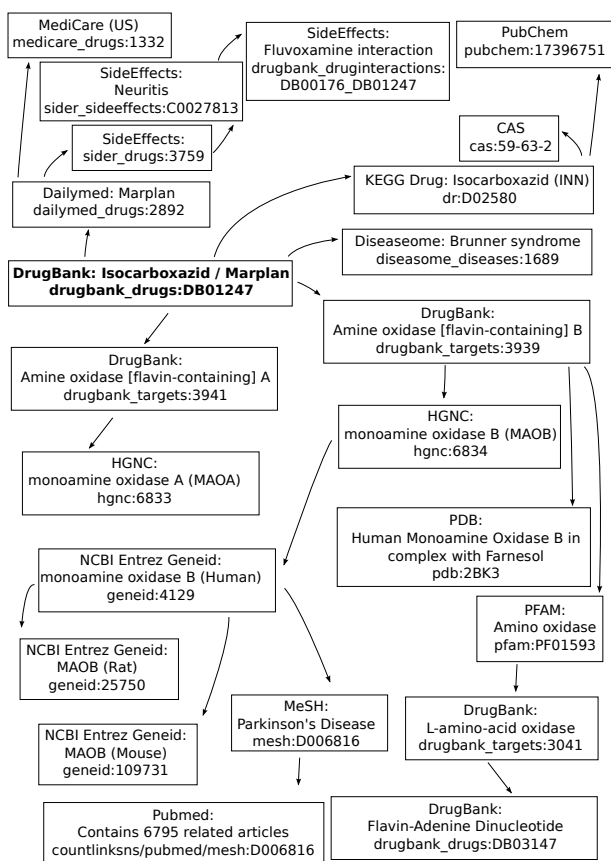 MediCare (US)
medicare_drugs:1332
SideEffects:
Fluvoxamine interaction
drugbank_druginteractions:
DB00176_DB01247
PubChem
pubchem:17396751
SideEffects:
Neuritis
sider_sideeffects:C0027813
SideEffects:
sider_drugs:3759
CAS
cas:59-63-2
Dailymed: Marplan
dailymed_drugs:2892
KEGG Drug: Isocarboxazid (INN)
dr:D02580
Diseaseome: Brunner syndrome
diseasome_diseases:1689
DrugBank: Isocarboxazid / Marplan
drugbank_drugs:DB01247
DrugBank:
Amine oxidase [flavin-containing] B
drugbank_targets:3939
DrugBank:
Amine oxidase [flavin-containing] A
drugbank_targets:3941
HGNC:
monoamine oxidase B (MAOB)
hgnc:6834
HGNC:
monoamine oxidase A (MAOA)
hgnc:6833
PDB:
Human Monoamine Oxidase B in
complex with Farnesol
pdb:2BK3
NCBI Entrez Geneid:
monoamine oxidase B (Human)
geneid:4129
PFAM:
Amino oxidase
pfam:PF01593
NCBI Entrez Geneid:
MAOB (Rat)
geneid:25750
MeSH:
Parkinson's Disease
mesh:D006816
DrugBank:
L-amino-acid oxidase
drugbank_targets:3041
NCBI Entrez Geneid:
MAOB (Mouse)
geneid:109731
Pubmed:
Contains 6795 related articles
countlinksns/pubmed/mesh:D006816
DrugBank:
Flavin-Adenine Dinucleotide
drugbank_drugs:DB03147